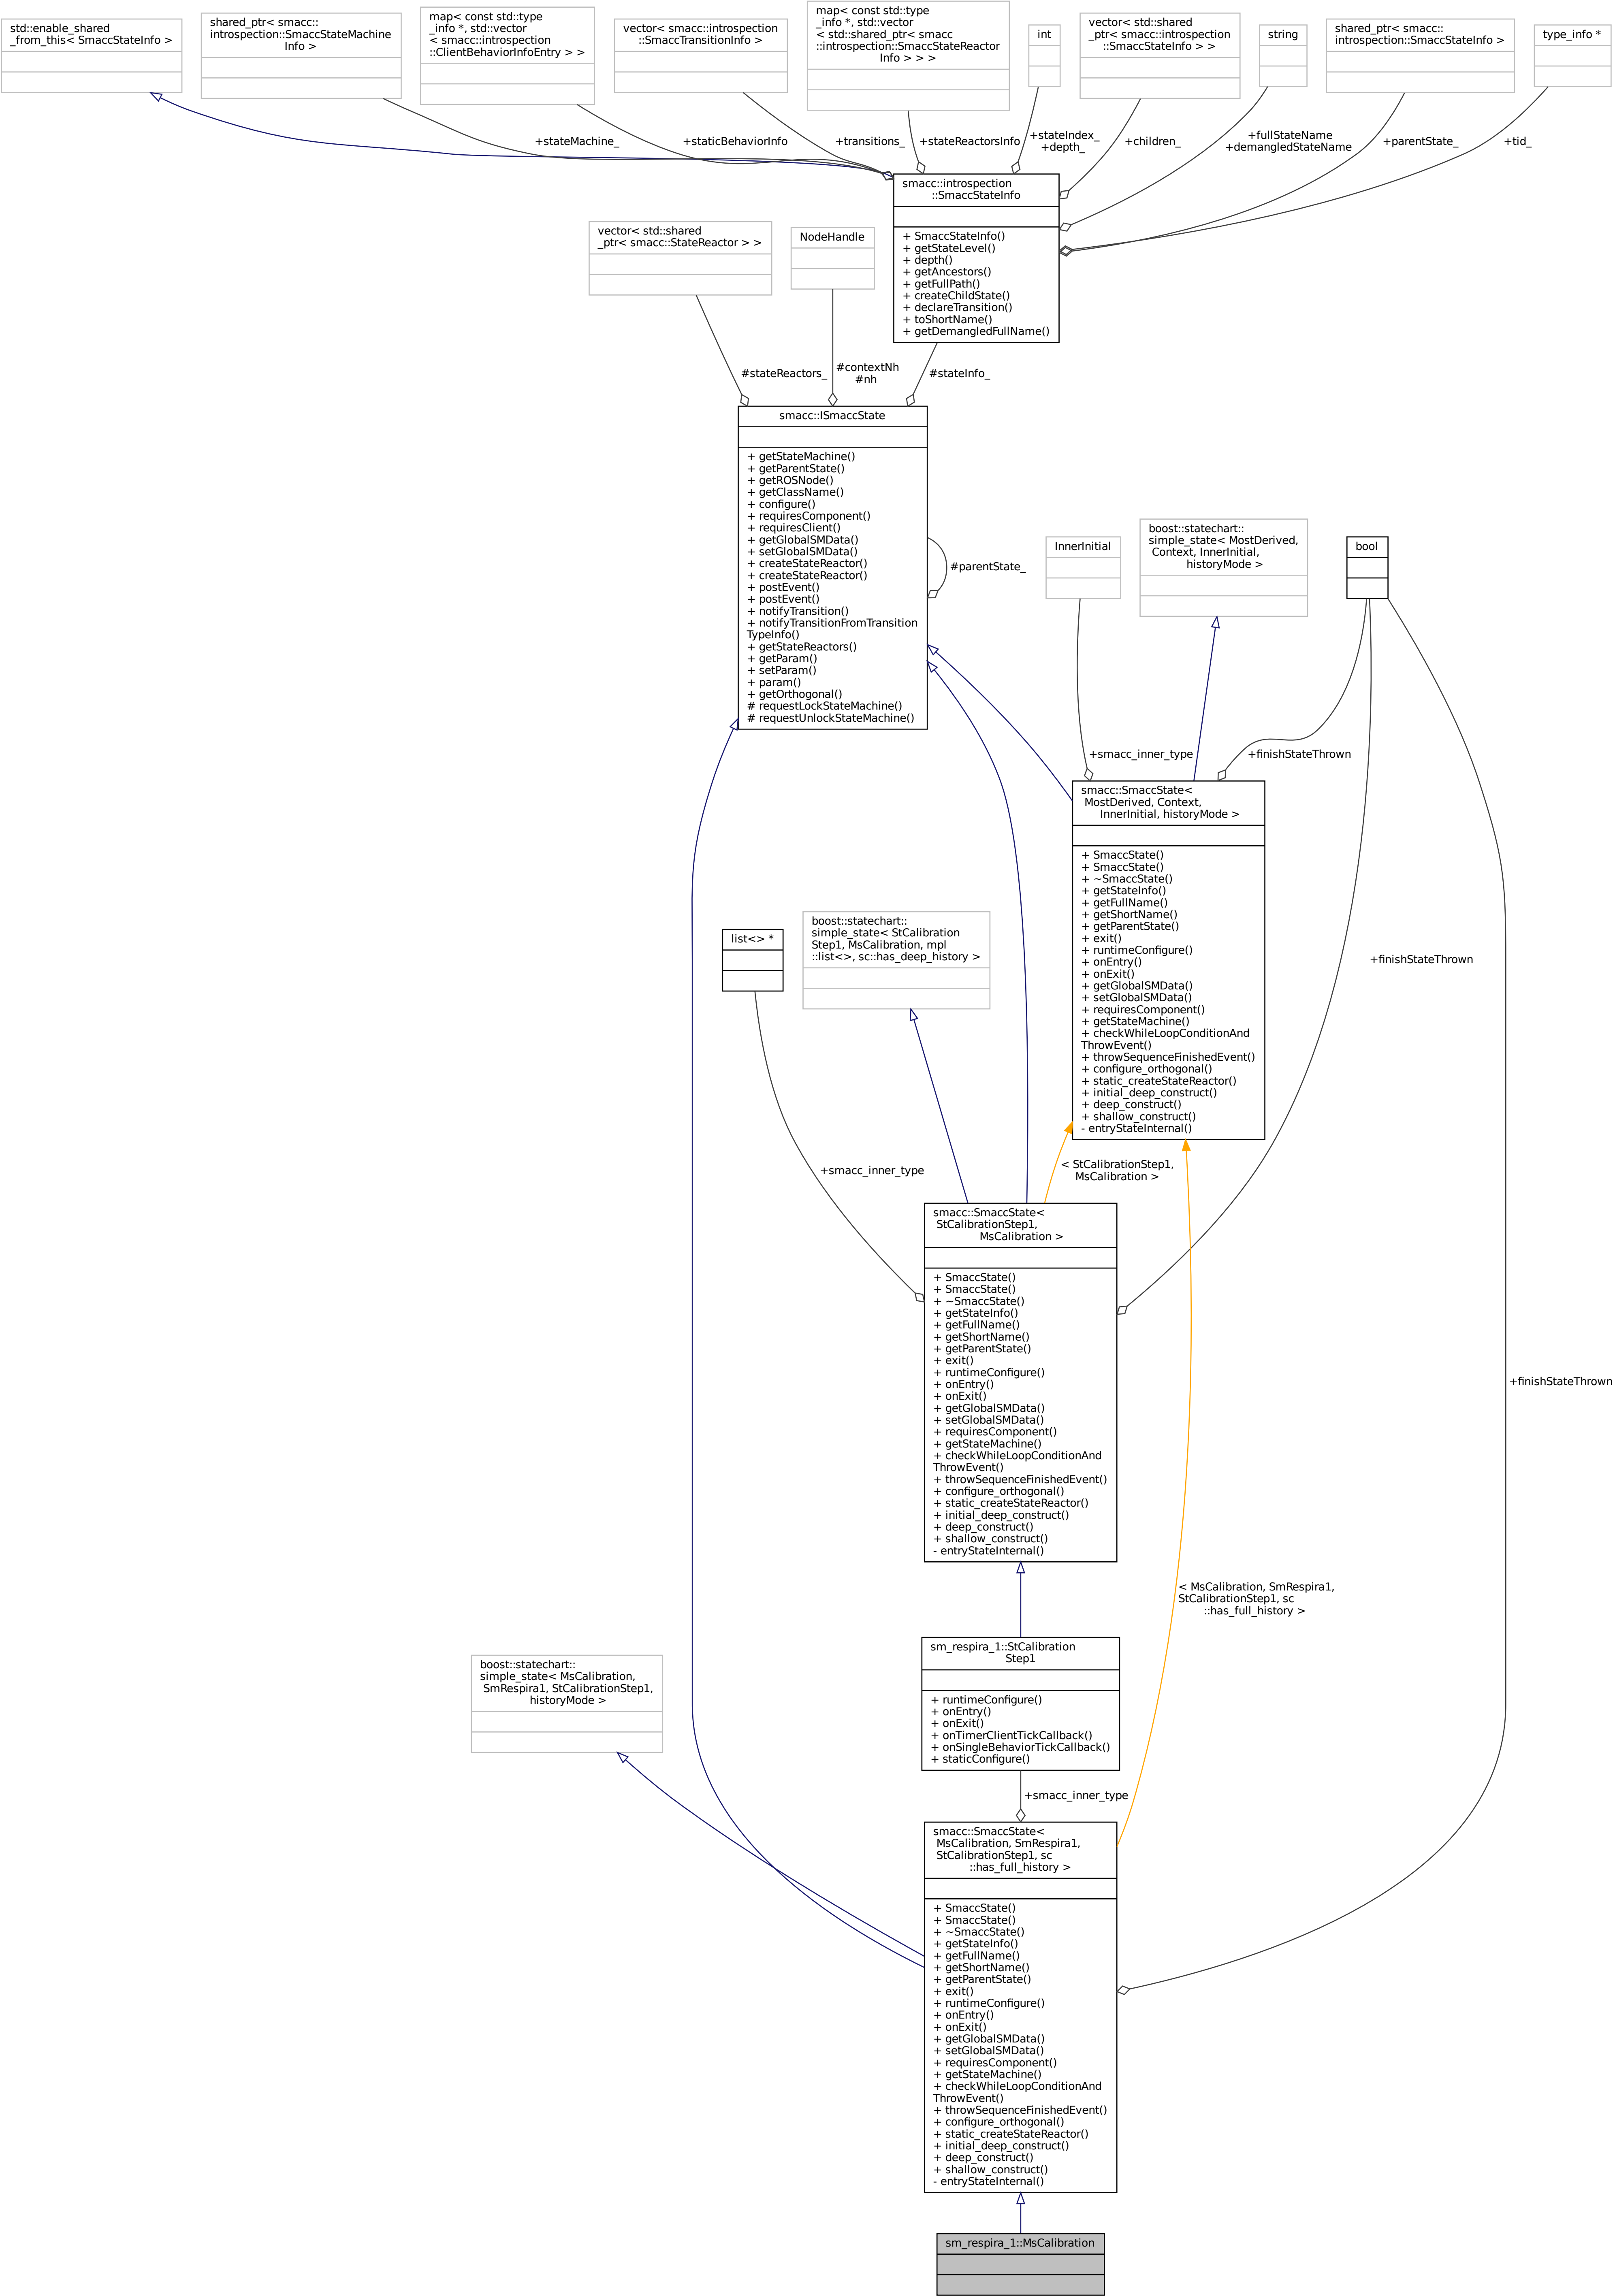 std::enable_shared
_from_this< SmaccStateInfo >
shared_ptr< smacc::
introspection::SmaccStateMachine
Info >
map< const std::type
_info *, std::vector
< smacc::introspection
::ClientBehaviorInfoEntry > >
vector< smacc::introspection
::SmaccTransitionInfo >
map< const std::type
_info *, std::vector
< std::shared_ptr< smacc
::introspection::SmaccStateReactor
Info > > >
int
vector< std::shared
_ptr< smacc::introspection
::SmaccStateInfo > >
string
shared_ptr< smacc::
introspection::SmaccStateInfo >
type_info *
+stateMachine_
+staticBehaviorInfo
+transitions_
+stateReactorsInfo
+stateIndex_
+depth_
+children_
+fullStateName
+demangledStateName
+parentState_
+tid_
smacc::introspection
::SmaccStateInfo
+ SmaccStateInfo()
+ getStateLevel()
+ depth()
+ getAncestors()
+ getFullPath()
+ createChildState()
+ declareTransition()
+ toShortName()
+ getDemangledFullName()
vector< std::shared
_ptr< smacc::StateReactor > >
NodeHandle
#stateReactors_
#contextNh
#nh
#stateInfo_
smacc::ISmaccState
+ getStateMachine()
+ getParentState()
+ getROSNode()
+ getClassName()
+ configure()
+ requiresComponent()
+ requiresClient()
+ getGlobalSMData()
+ setGlobalSMData()
+ createStateReactor()
+ createStateReactor()
+ postEvent()
+ postEvent()
+ notifyTransition()
+ notifyTransitionFromTransition
TypeInfo()
+ getStateReactors()
+ getParam()
+ setParam()
+ param()
+ getOrthogonal()
# requestLockStateMachine()
# requestUnlockStateMachine()
#parentState_
InnerInitial
boost::statechart::
simple_state< MostDerived,
Context, InnerInitial,
historyMode >
bool
+smacc_inner_type
+finishStateThrown
smacc::SmaccState<
MostDerived, Context,
InnerInitial, historyMode >
+ SmaccState()
+ SmaccState()
+ ~SmaccState()
+ getStateInfo()
+ getFullName()
+ getShortName()
+ getParentState()
+ exit()
+ runtimeConfigure()
+ onEntry()
+ onExit()
+ getGlobalSMData()
+ setGlobalSMData()
+ requiresComponent()
+ getStateMachine()
+ checkWhileLoopConditionAnd
ThrowEvent()
+ throwSequenceFinishedEvent()
+ configure_orthogonal()
+ static_createStateReactor()
+ initial_deep_construct()
+ deep_construct()
+ shallow_construct()
- entryStateInternal()
list<> *
boost::statechart::
simple_state< StCalibration
Step1, MsCalibration, mpl
::list<>, sc::has_deep_history >
+finishStateThrown
+smacc_inner_type
< StCalibrationStep1,
MsCalibration >
smacc::SmaccState<
StCalibrationStep1,
MsCalibration >
+ SmaccState()
+ SmaccState()
+ ~SmaccState()
+ getStateInfo()
+ getFullName()
+ getShortName()
+ getParentState()
+ exit()
+ runtimeConfigure()
+ onEntry()
+ onExit()
+ getGlobalSMData()
+ setGlobalSMData()
+ requiresComponent()
+ getStateMachine()
+ checkWhileLoopConditionAnd
ThrowEvent()
+ throwSequenceFinishedEvent()
+ configure_orthogonal()
+ static_createStateReactor()
+ initial_deep_construct()
+ deep_construct()
+ shallow_construct()
- entryStateInternal()
+finishStateThrown
< MsCalibration, SmRespira1,
StCalibrationStep1, sc
::has_full_history >
boost::statechart::
simple_state< MsCalibration,
SmRespira1, StCalibrationStep1,
historyMode >
sm_respira_1::StCalibration
Step1
+ runtimeConfigure()
+ onEntry()
+ onExit()
+ onTimerClientTickCallback()
+ onSingleBehaviorTickCallback()
+ staticConfigure()
+smacc_inner_type
smacc::SmaccState<
MsCalibration, SmRespira1,
StCalibrationStep1, sc
::has_full_history >
+ SmaccState()
+ SmaccState()
+ ~SmaccState()
+ getStateInfo()
+ getFullName()
+ getShortName()
+ getParentState()
+ exit()
+ runtimeConfigure()
+ onEntry()
+ onExit()
+ getGlobalSMData()
+ setGlobalSMData()
+ requiresComponent()
+ getStateMachine()
+ checkWhileLoopConditionAnd
ThrowEvent()
+ throwSequenceFinishedEvent()
+ configure_orthogonal()
+ static_createStateReactor()
+ initial_deep_construct()
+ deep_construct()
+ shallow_construct()
- entryStateInternal()
sm_respira_1::MsCalibration